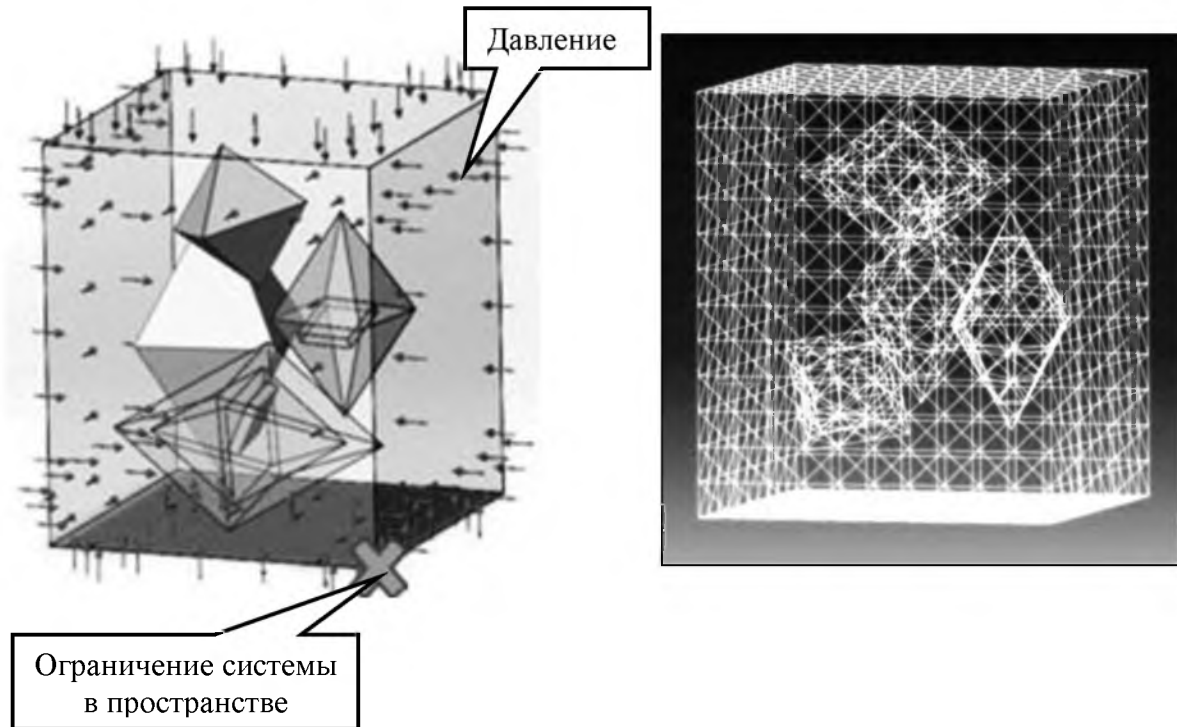 Давление
Ограничение системы
в пространстве